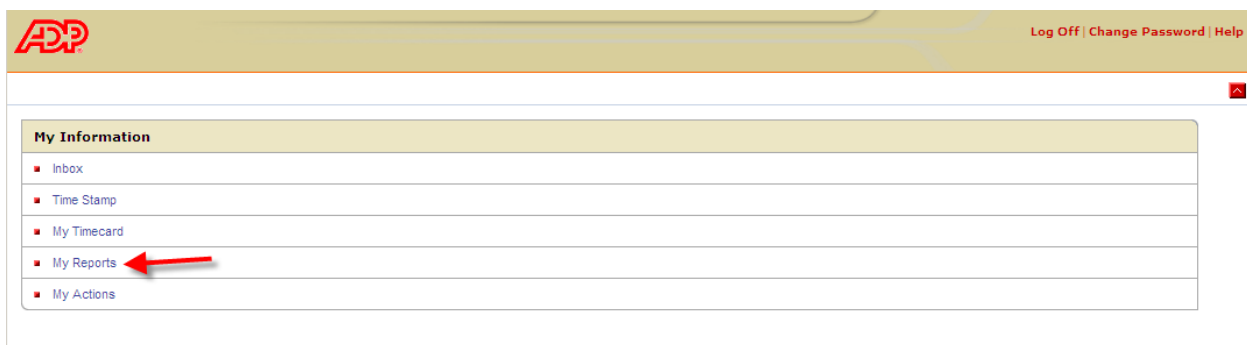 ADP
Log Off | Change Password | Help
My Information
Inbox
Time Stamp
My Timecard
My Reports
My Actions